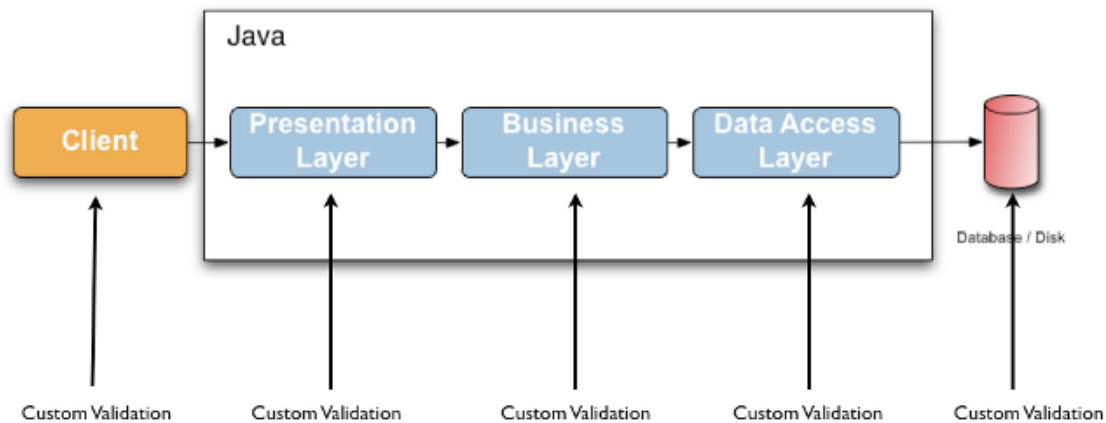 Java
Client
Presentation
Layer
Business
Layer
Data Access
Layer
Database / Disk
Custom Validation
Custom Validation
Custom Validation
Custom Validation
Custom Validation